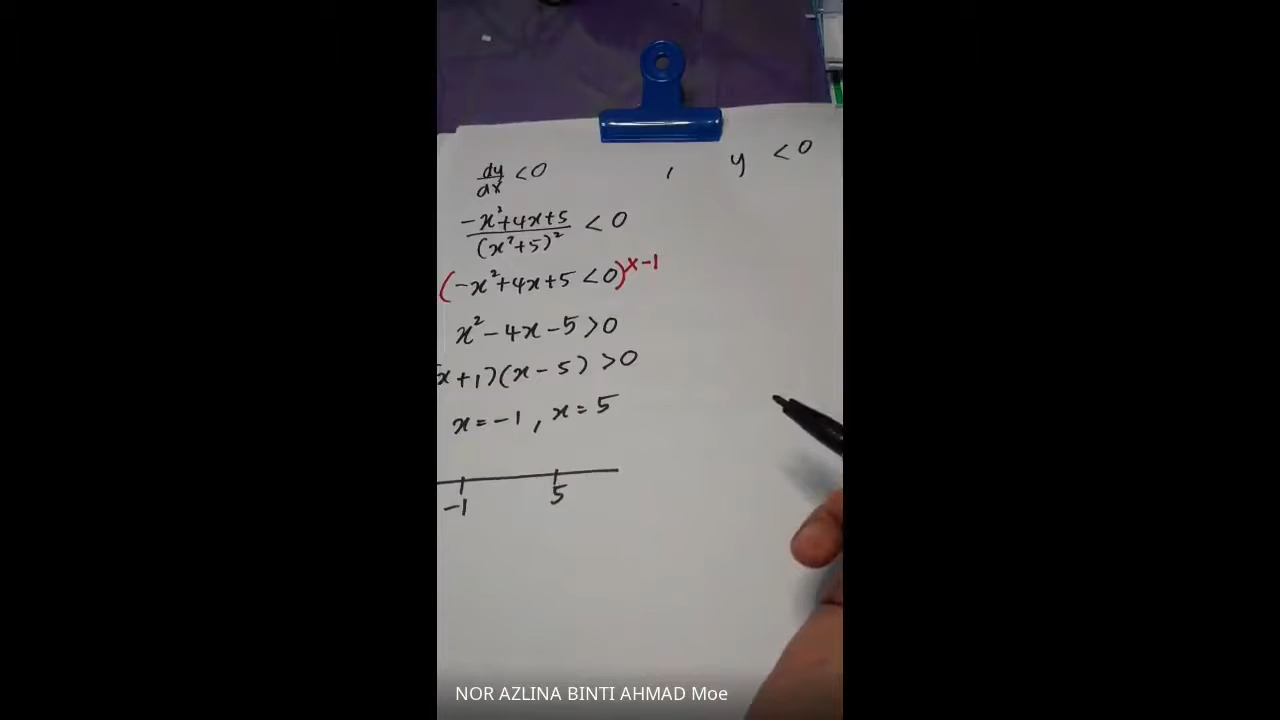 dy/dx < 0 , y < 0
(-x²+4x+5)/(x²+5)² < 0
(-x²+4x+5 < 0) x -1
x² - 4x - 5 > 0
(x + 1)(x - 5) > 0
x = -1 , x = 5
-1 5
NOR AZLINA BINTI AHMAD Moe